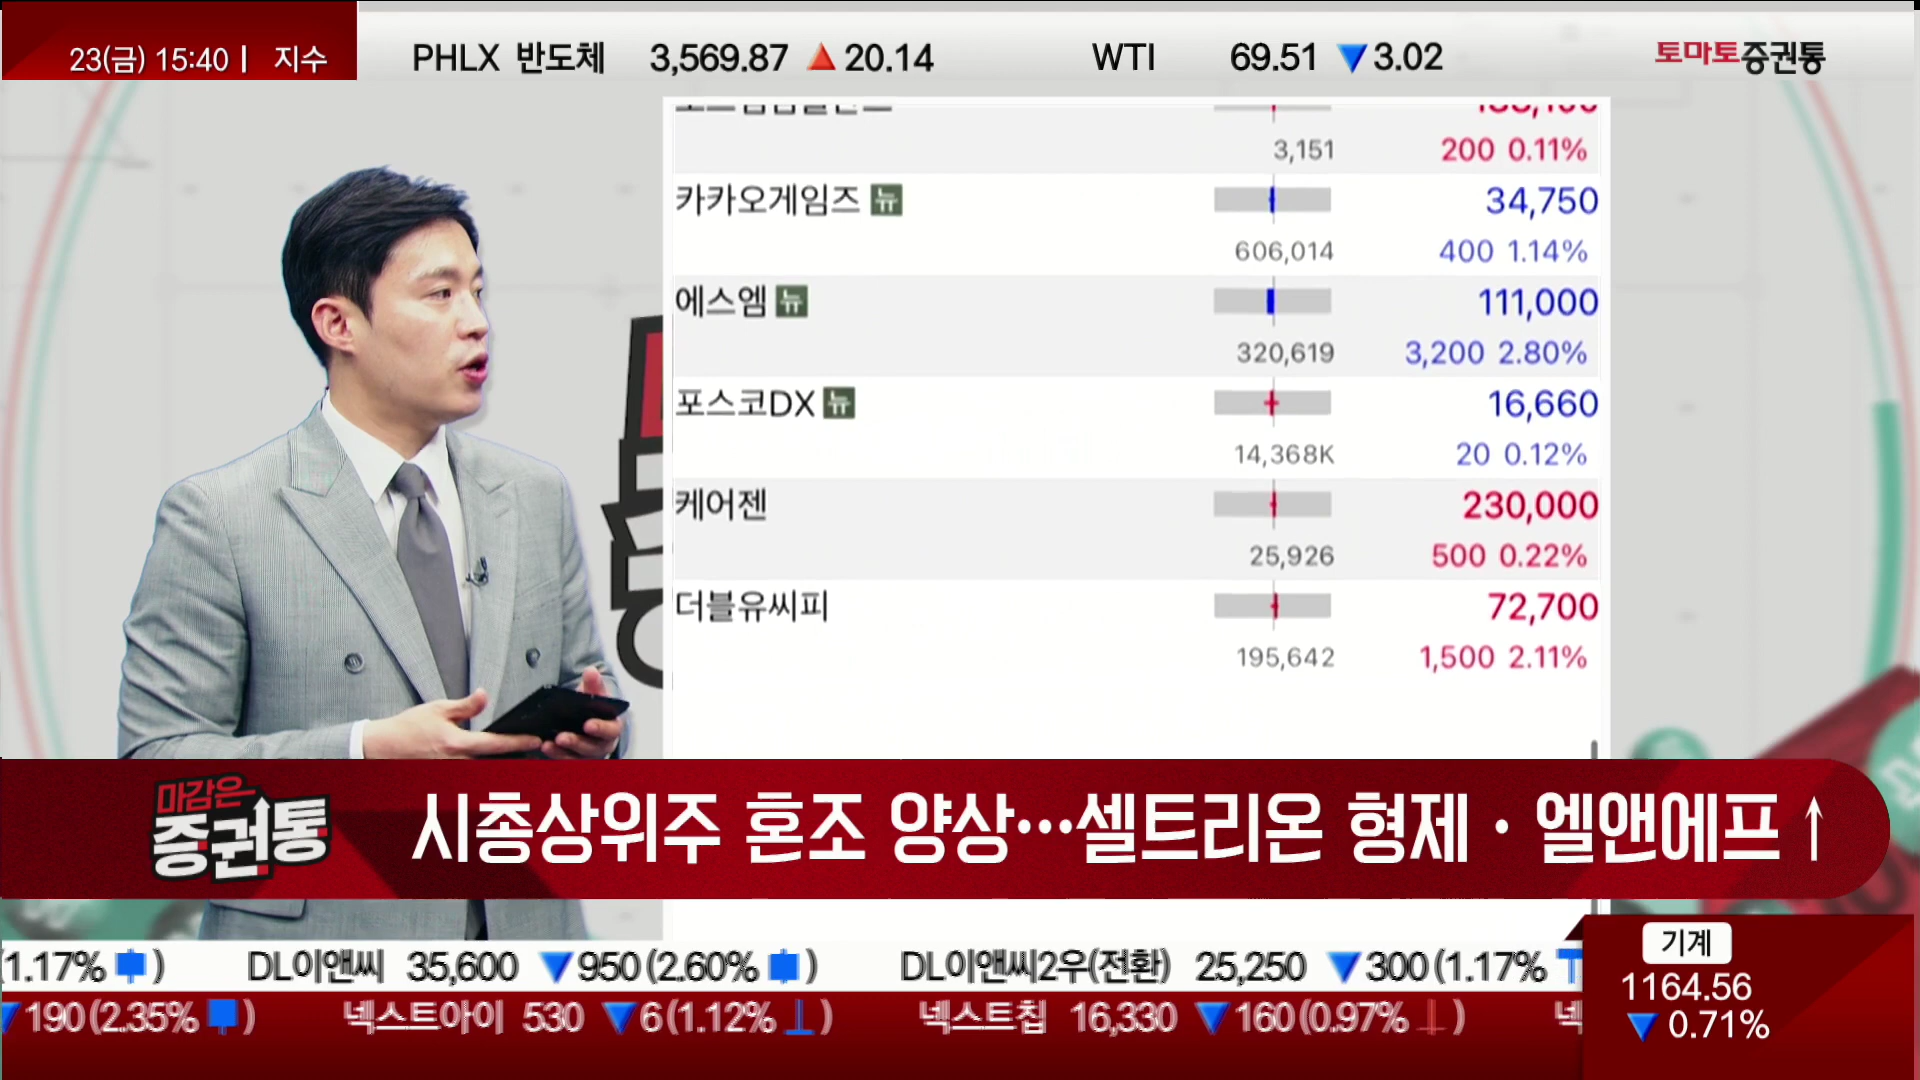 23(금) 15:40 | 지수 PHLX 반도체 3,569.87 ▲ 20.14 WTI 69.51 ▼ 3.02 토마토증권통
3,151 200 0.11%
카카오게임즈 뉴 34,750
606,014 400 1.14%
에스엠 뉴 111,000
320,619 3,200 2.80%
포스코DX 뉴 16,660
14,368K 20 0.12%
케어젠 230,000
25,926 500 0.22%
더블유씨피 72,700
195,642 1,500 2.11%
마감은
증권통
시총상위주 혼조 양상…셀트리온 형제·엘앤에프↑
기계
1164.56
▼ 0.71%
(1.17% ) DL이앤씨 35,600 ▼950(2.60% ) DL이앤씨2우(전환) 25,250 ▼300(1.17%
▼190(2.35% ) 넥스트아이 530 ▼6(1.12% ) 넥스트칩 16,330 ▼160(0.97% ) 넥